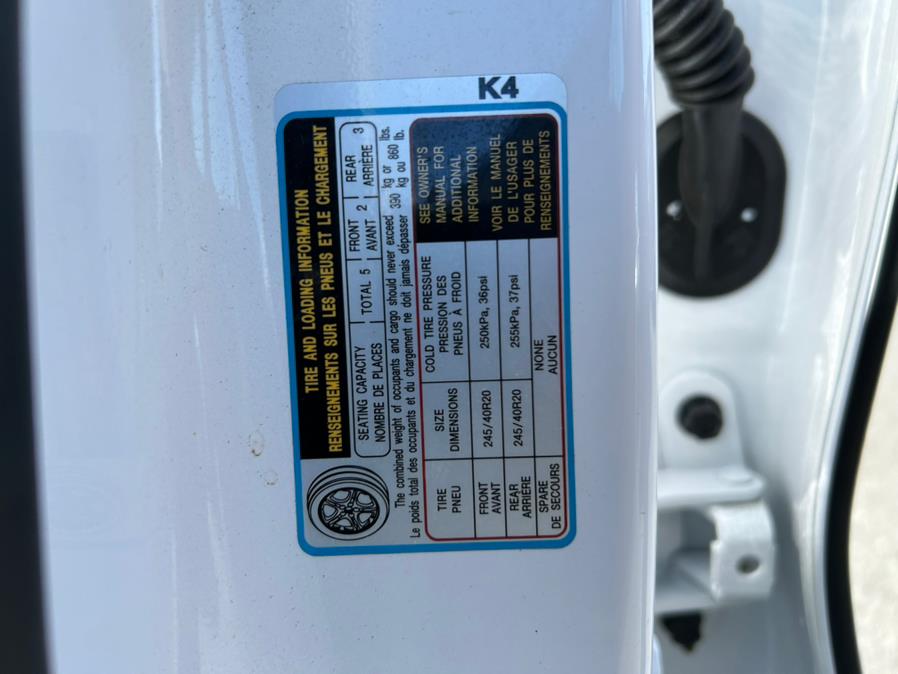 K4
TIRE AND LOADING INFORMATION
RENSEIGNEMENTS SUR LES PNEUS ET LE CHARGEMENT
SEATING CAPACITY
NOMBRE DE PLACES
TOTAL 5
FRONT
AVANT 2
REAR
ARRIÈRE 3
The combined weight of occupants and cargo should never exceed 390 kg or 860 lbs.
Le poids total des occupants et du chargement ne doit jamais dépasser 390 kg ou 860 lb.
TIRE
PNEU
SIZE
DIMENSIONS
COLD TIRE PRESSURE
PRESSION DES
PNEUS À FROID
FRONT
AVANT
245/40R20
250kPa, 36psi
REAR
ARRIÈRE
245/40R20
255kPa, 37psi
SPARE
DE SECOURS
NONE
AUCUN
SEE OWNER'S
MANUAL FOR
ADDITIONAL
INFORMATION
VOIR LE MANUEL
DE L'USAGER
POUR PLUS DE
RENSEIGNEMENTS